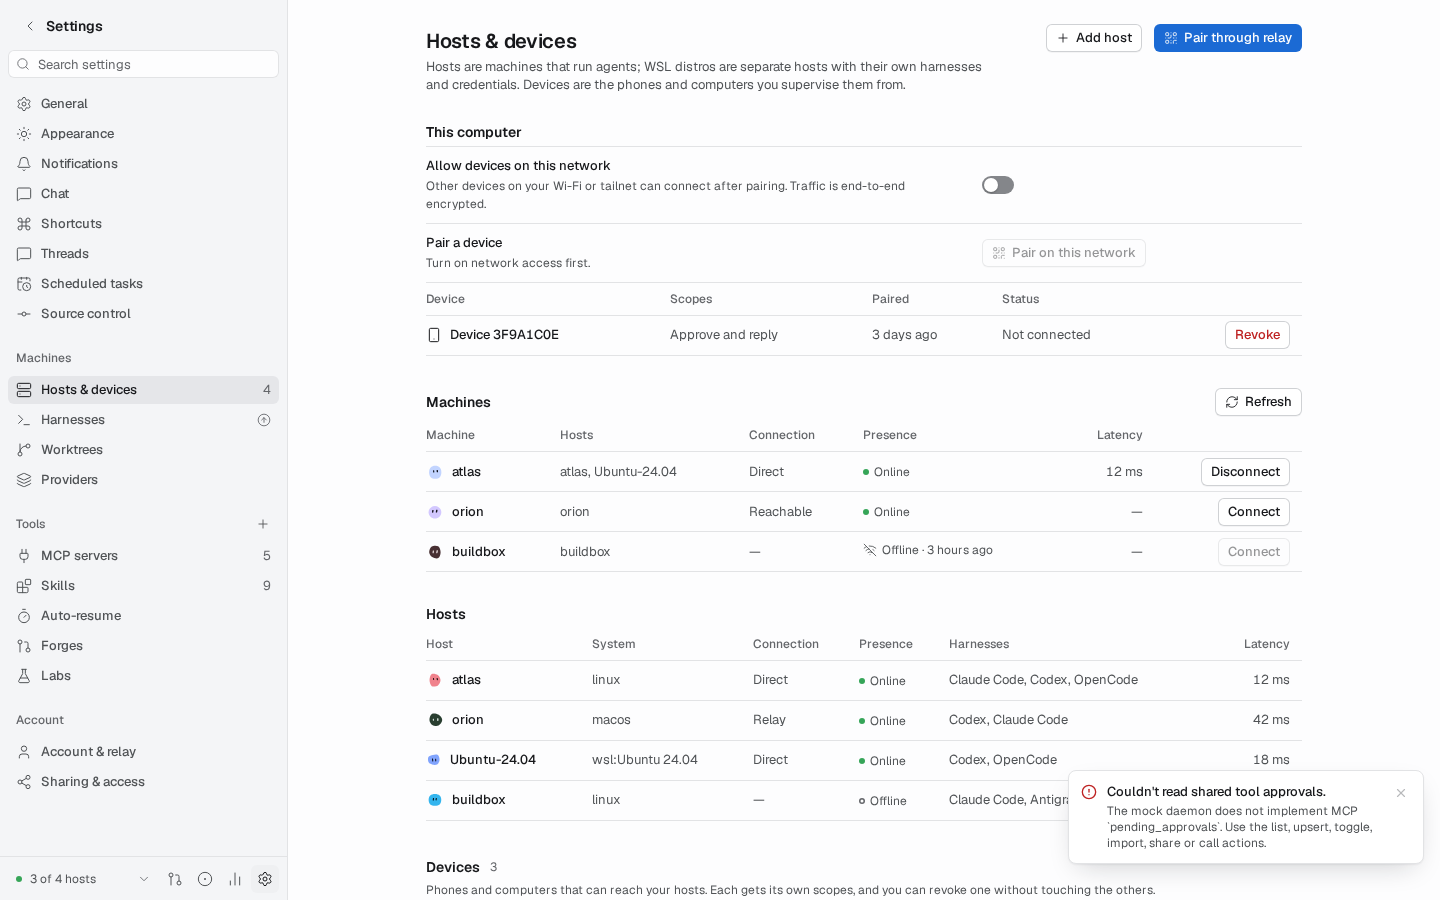 Settings
Search settings
General
Appearance
Notifications
Chat
Shortcuts
Threads
Scheduled tasks
Source control
Machines
Hosts & devices 4
Harnesses
Worktrees
Providers
Tools
MCP servers 5
Skills 9
Auto-resume
Forges
Labs
Account
Account & relay
Sharing & access
3 of 4 hosts
Hosts & devices
Add host
Pair through relay
Hosts are machines that run agents; WSL distros are separate hosts with their own harnesses
and credentials. Devices are the phones and computers you supervise them from.
This computer
Allow devices on this network
Other devices on your Wi-Fi or tailnet can connect after pairing. Traffic is end-to-end
encrypted.
Pair a device
Turn on network access first.
Pair on this network
Device Scopes Paired Status
Device 3F9A1C0E Approve and reply 3 days ago Not connected Revoke
Machines
Refresh
Machine Hosts Connection Presence Latency
atlas atlas, Ubuntu-24.04 Direct Online 12 ms Disconnect
orion orion Reachable Online — Connect
buildbox buildbox — Offline · 3 hours ago — Connect
Hosts
Host System Connection Presence Harnesses Latency
atlas linux Direct Online Claude Code, Codex, OpenCode 12 ms
orion macos Relay Online Codex, Claude Code 42 ms
Ubuntu-24.04 wsl:Ubuntu 24.04 Direct Online Codex, OpenCode 18 ms
buildbox linux — Offline Claude Code, Antigra
Couldn't read shared tool approvals.
The mock daemon does not implement MCP
`pending_approvals`. Use the list, upsert, toggle,
import, share or call actions.
Devices 3
Phones and computers that can reach your hosts. Each gets its own scopes, and you can revoke one without touching the others.